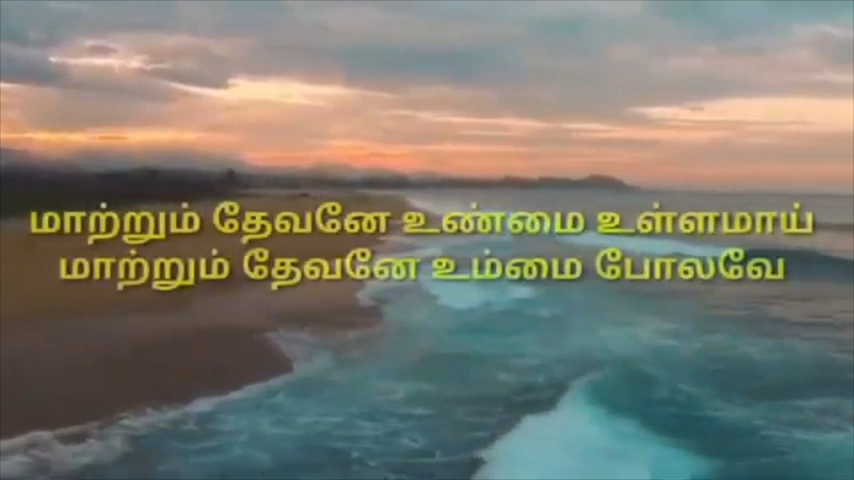 மாற்றும் தேவனே உண்மை உள்ளமாய்
மாற்றும் தேவனே உம்மை போலவே